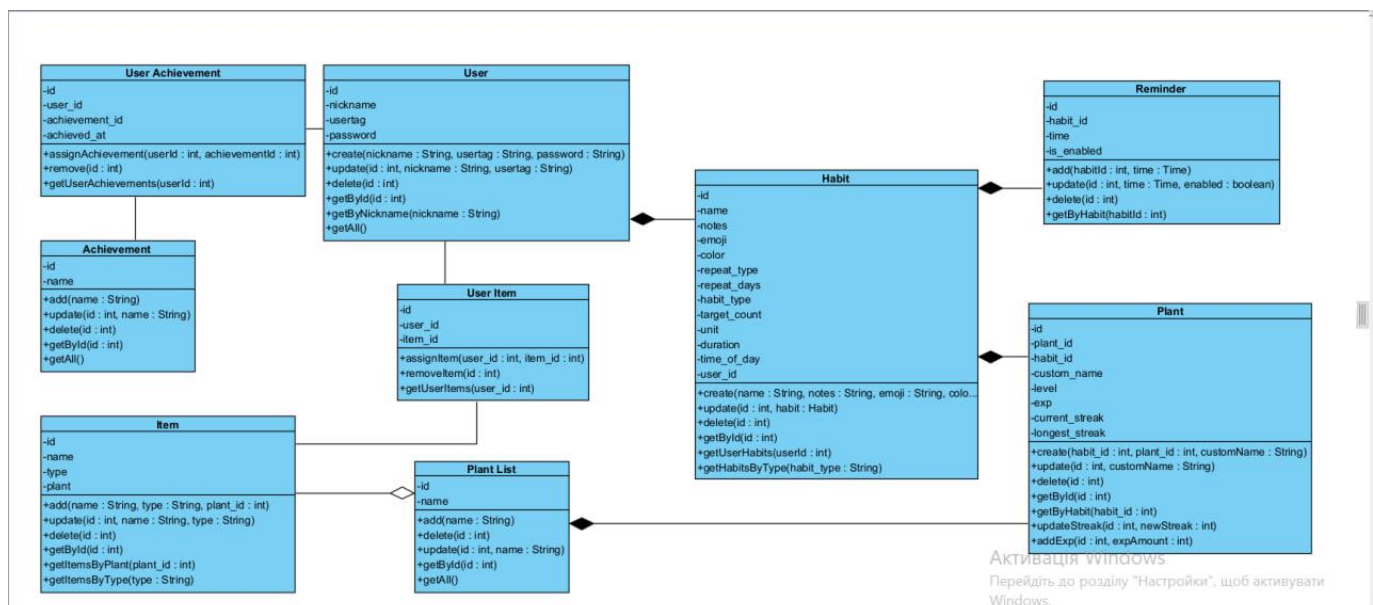 User Achievement
-id
-user_id
-achievement_id
-achieved_at
+assignAchievement(userId : int, achievementId : int)
+remove(id : int)
+getUserAchievements(userId : int)
User
-id
-nickname
-usertag
-password
+create(nickname : String, usertag : String, password : String)
+update(id : int, nickname : String, usertag : String)
+delete(id : int)
+getById(id : int)
+getByNickname(nickname : String)
+getAll()
Reminder
-id
-habit_id
-time
-is_enabled
+add(habitId : int, time : Time)
+update(id : int, time : Time, enabled : boolean)
+delete(id : int)
+getByHabit(habitId : int)
Habit
-id
-name
-notes
-emoji
-color
-repeat_type
-repeat_days
-habit_type
-target_count
-unit
-duration
-time_of_day
-user_id
+create(name : String, notes : String, emoji : String, colo...
+update(id : int, habit : Habit)
+delete(id : int)
+getById(id : int)
+getUserHabits(userId : int)
+getHabitsByType(habit_type : String)
Achievement
-id
-name
+add(name : String)
+update(id : int, name : String)
+delete(id : int)
+getById(id : int)
+getAll()
User Item
-id
-user_id
-item_id
+assignItem(user_id : int, item_id : int)
+removeItem(id : int)
+getUserItems(user_id : int)
Plant
-id
-plant_id
-habit_id
-custom_name
-level
-exp
-current_streak
-longest_streak
+create(habit_id : int, plant_id : int, customName : String)
+update(id : int, customName : String)
+delete(id : int)
+getById(id : int)
+getByHabit(habit_id : int)
+updateStreak(id : int, newStreak : int)
+addExp(id : int, expAmount : int)
Item
-id
-name
-type
-plant
+add(name : String, type : String, plant_id : int)
+update(id : int, name : String, type : String)
+delete(id : int)
+getById(id : int)
+getItemsByPlant(plant_id : int)
+getItemsByType(type : String)
Plant List
-id
-name
+add(name : String)
+delete(id : int)
+update(id : int, name : String)
+getById(id : int)
+getAll()
Активація Windows
Перейдіть до розділу "Настройки", щоб активувати
Windows.